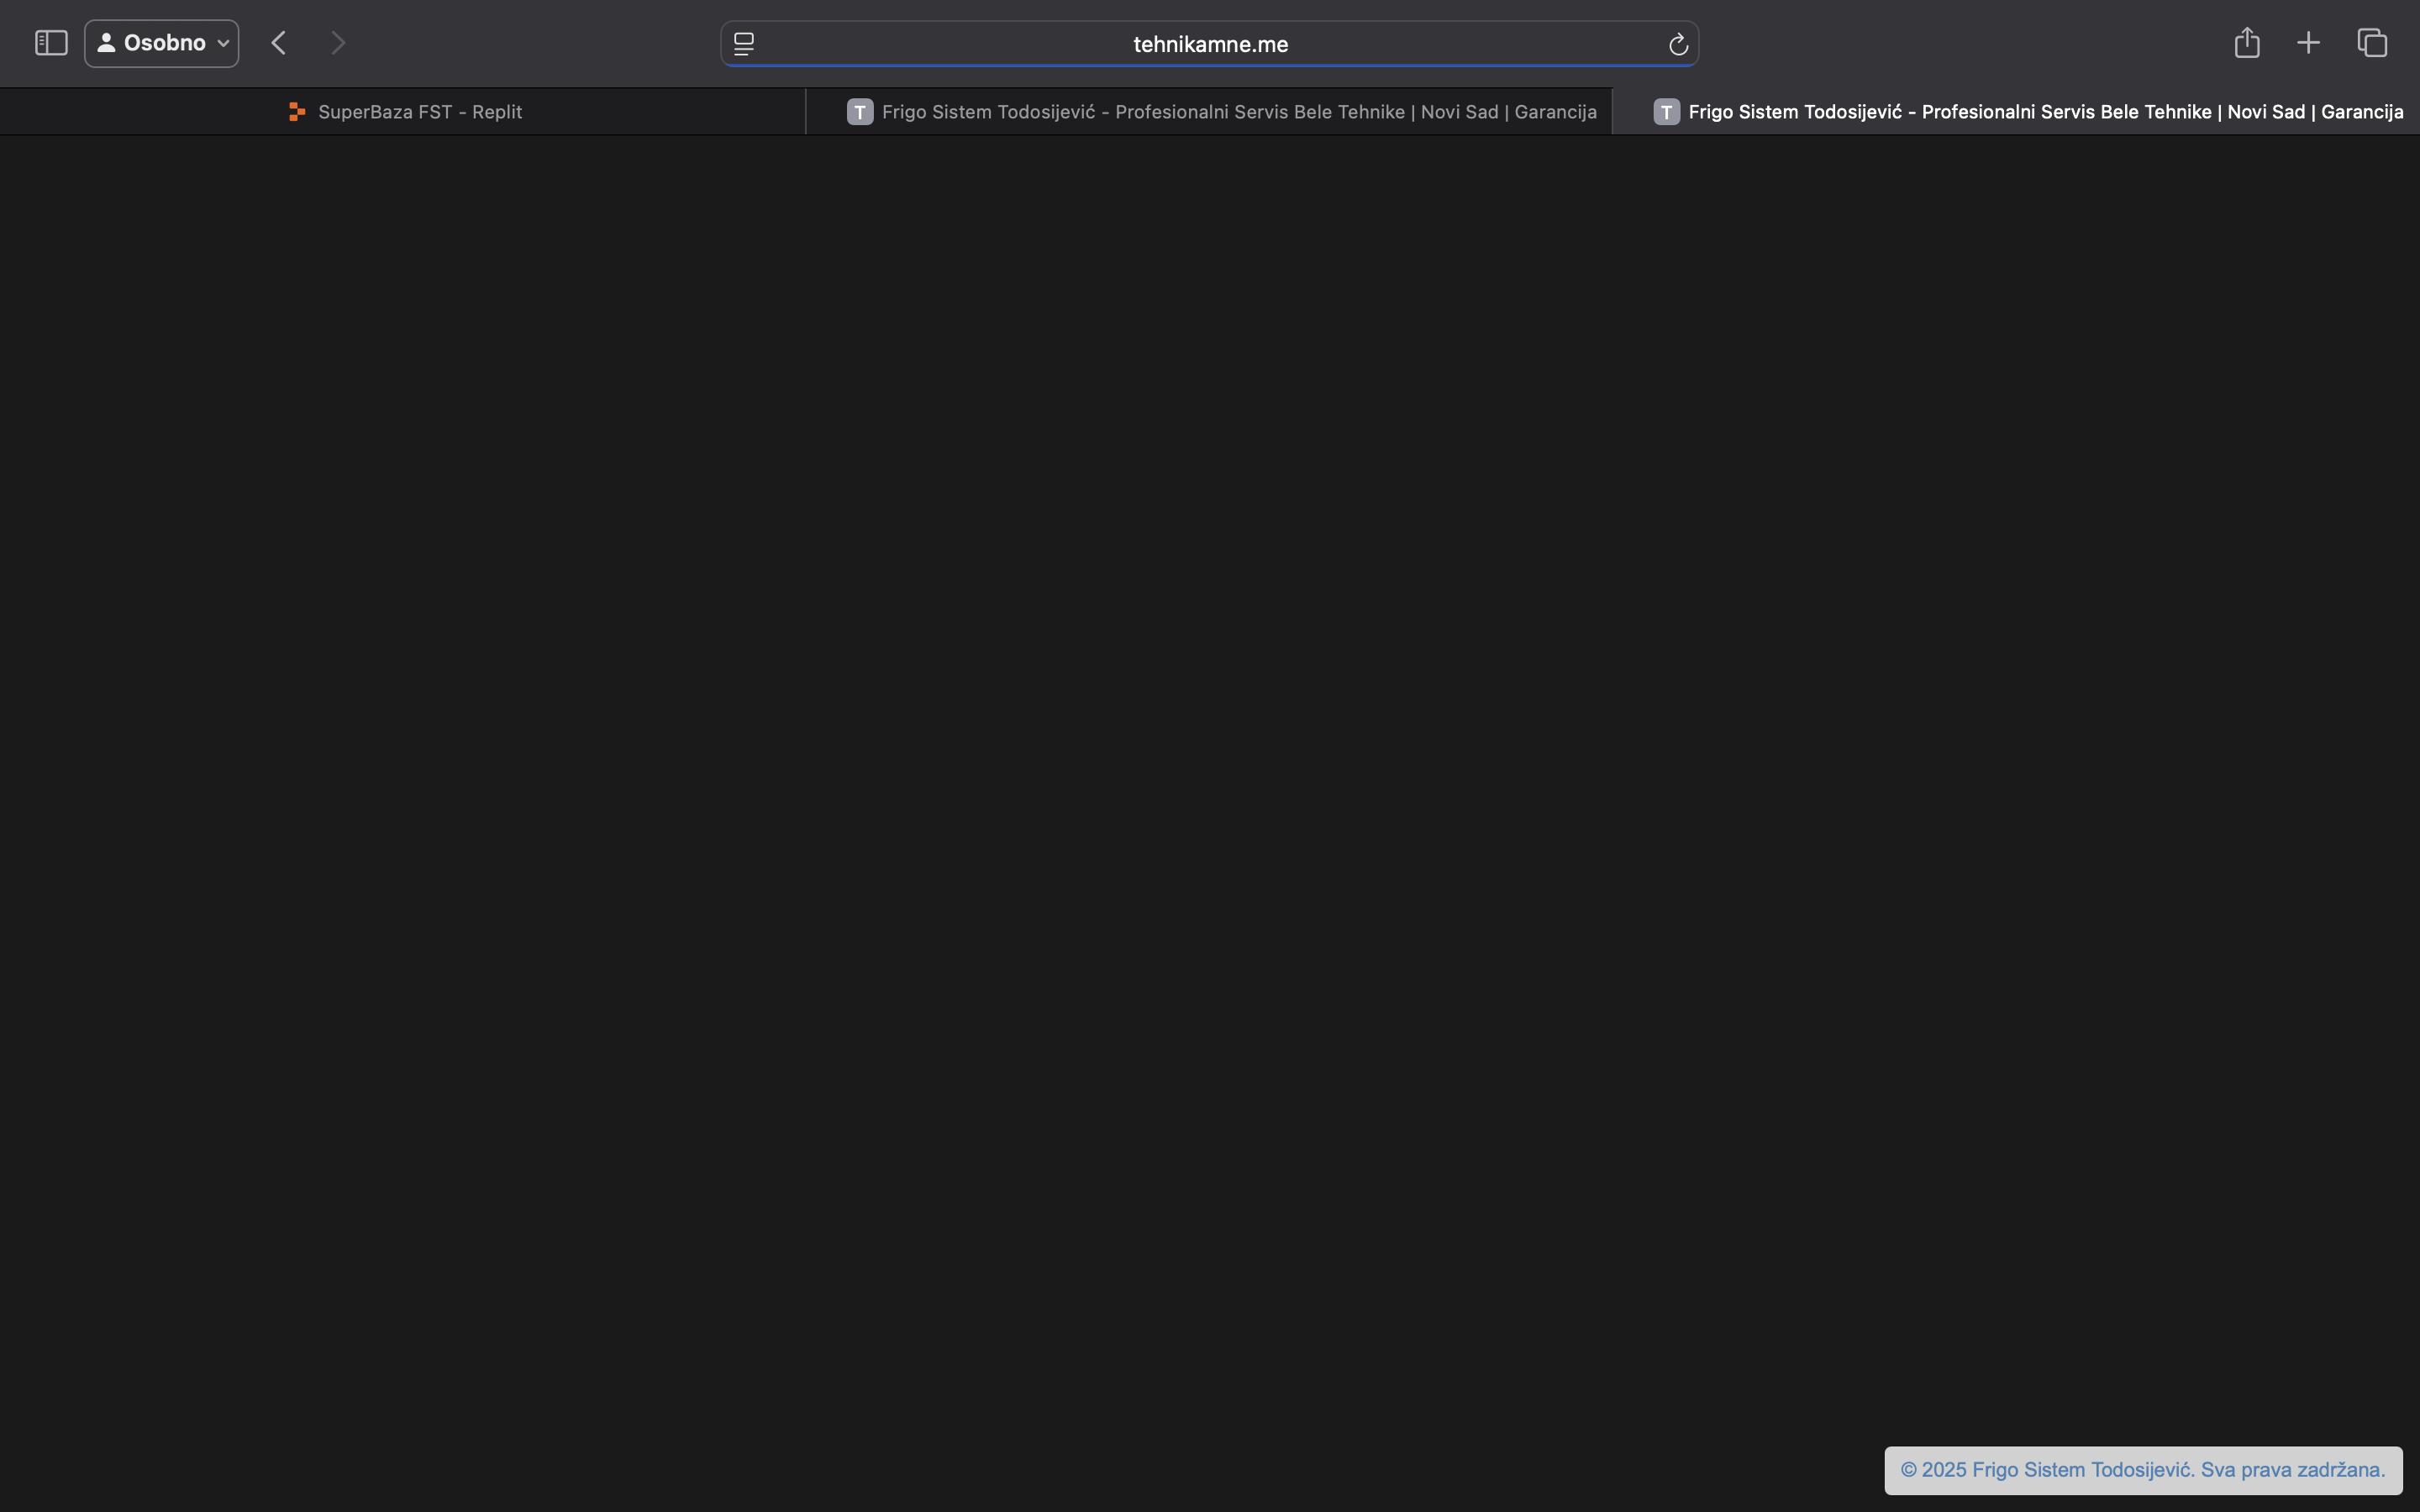 Osobno
tehnikamne.me
SuperBaza FST - Replit
T Frigo Sistem Todosijević - Profesionalni Servis Bele Tehnike | Novi Sad | Garancija
T Frigo Sistem Todosijević - Profesionalni Servis Bele Tehnike | Novi Sad | Garancija
© 2025 Frigo Sistem Todosijević. Sva prava zadržana.